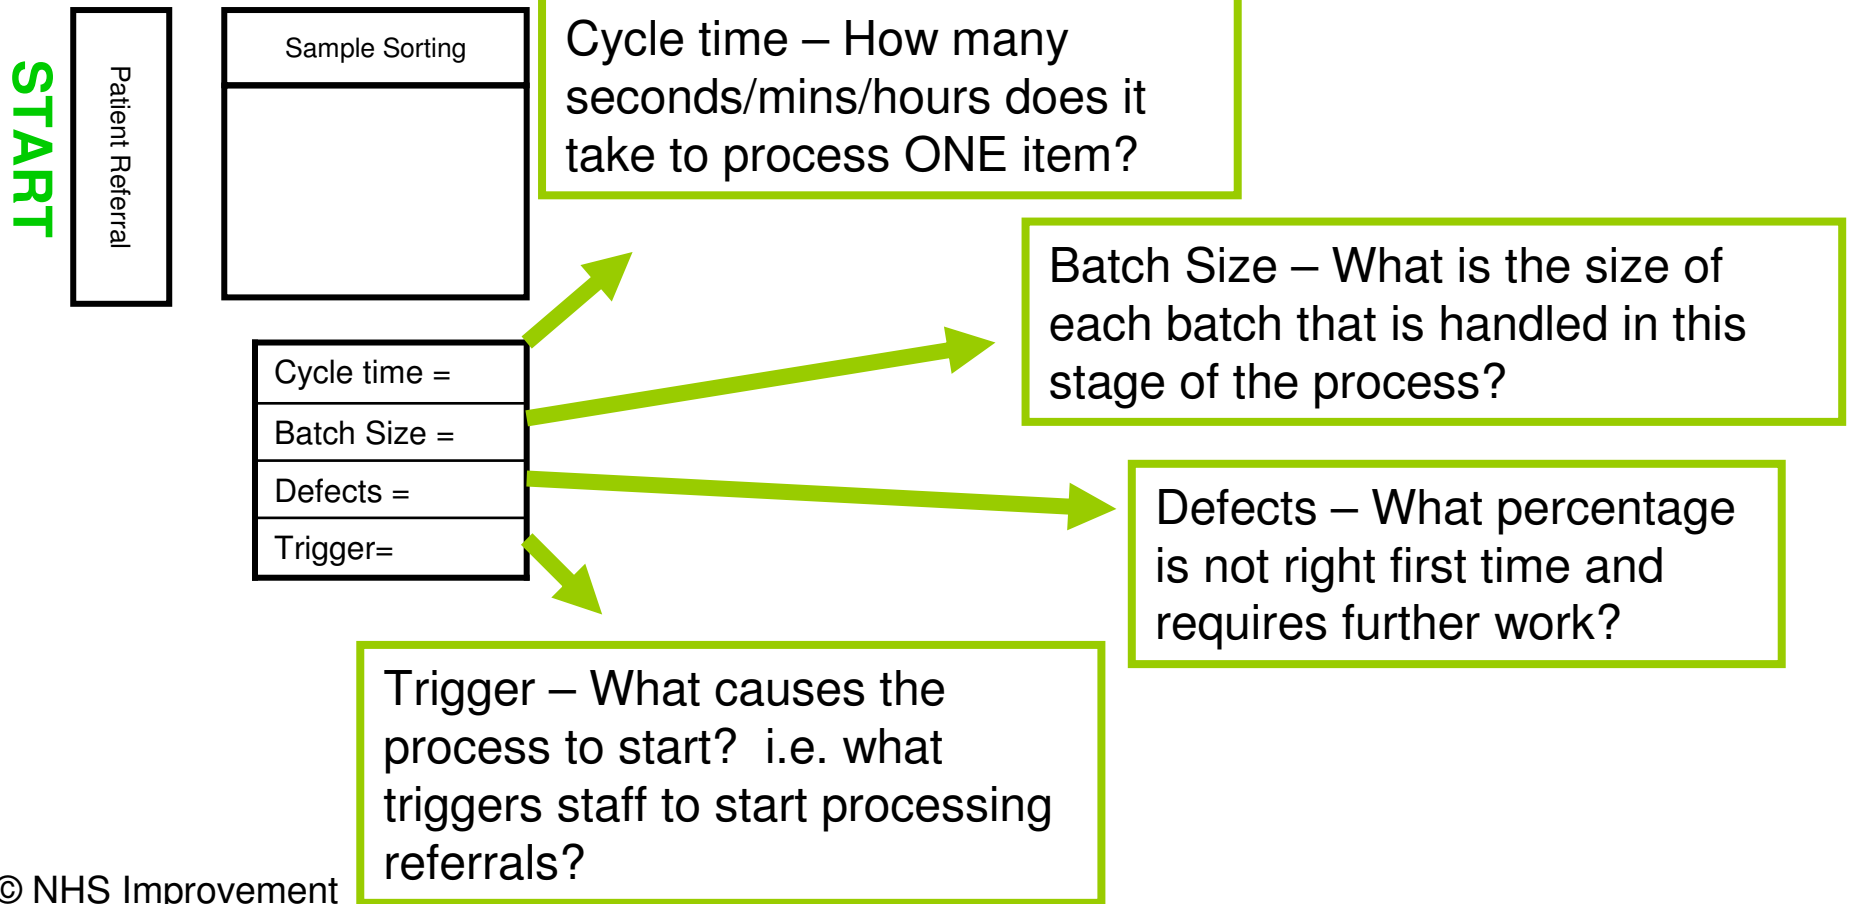 START
Patient Referral
Sample Sorting
Cycle time – How many
seconds/mins/hours does it
take to process ONE item?
Batch Size – What is the size of
each batch that is handled in this
stage of the process?
Cycle time =
Batch Size =
Defects =
Trigger=
Defects – What percentage
is not right first time and
requires further work?
Trigger – What causes the
process to start?  i.e. what
triggers staff to start processing
referrals?
© NHS Improvement